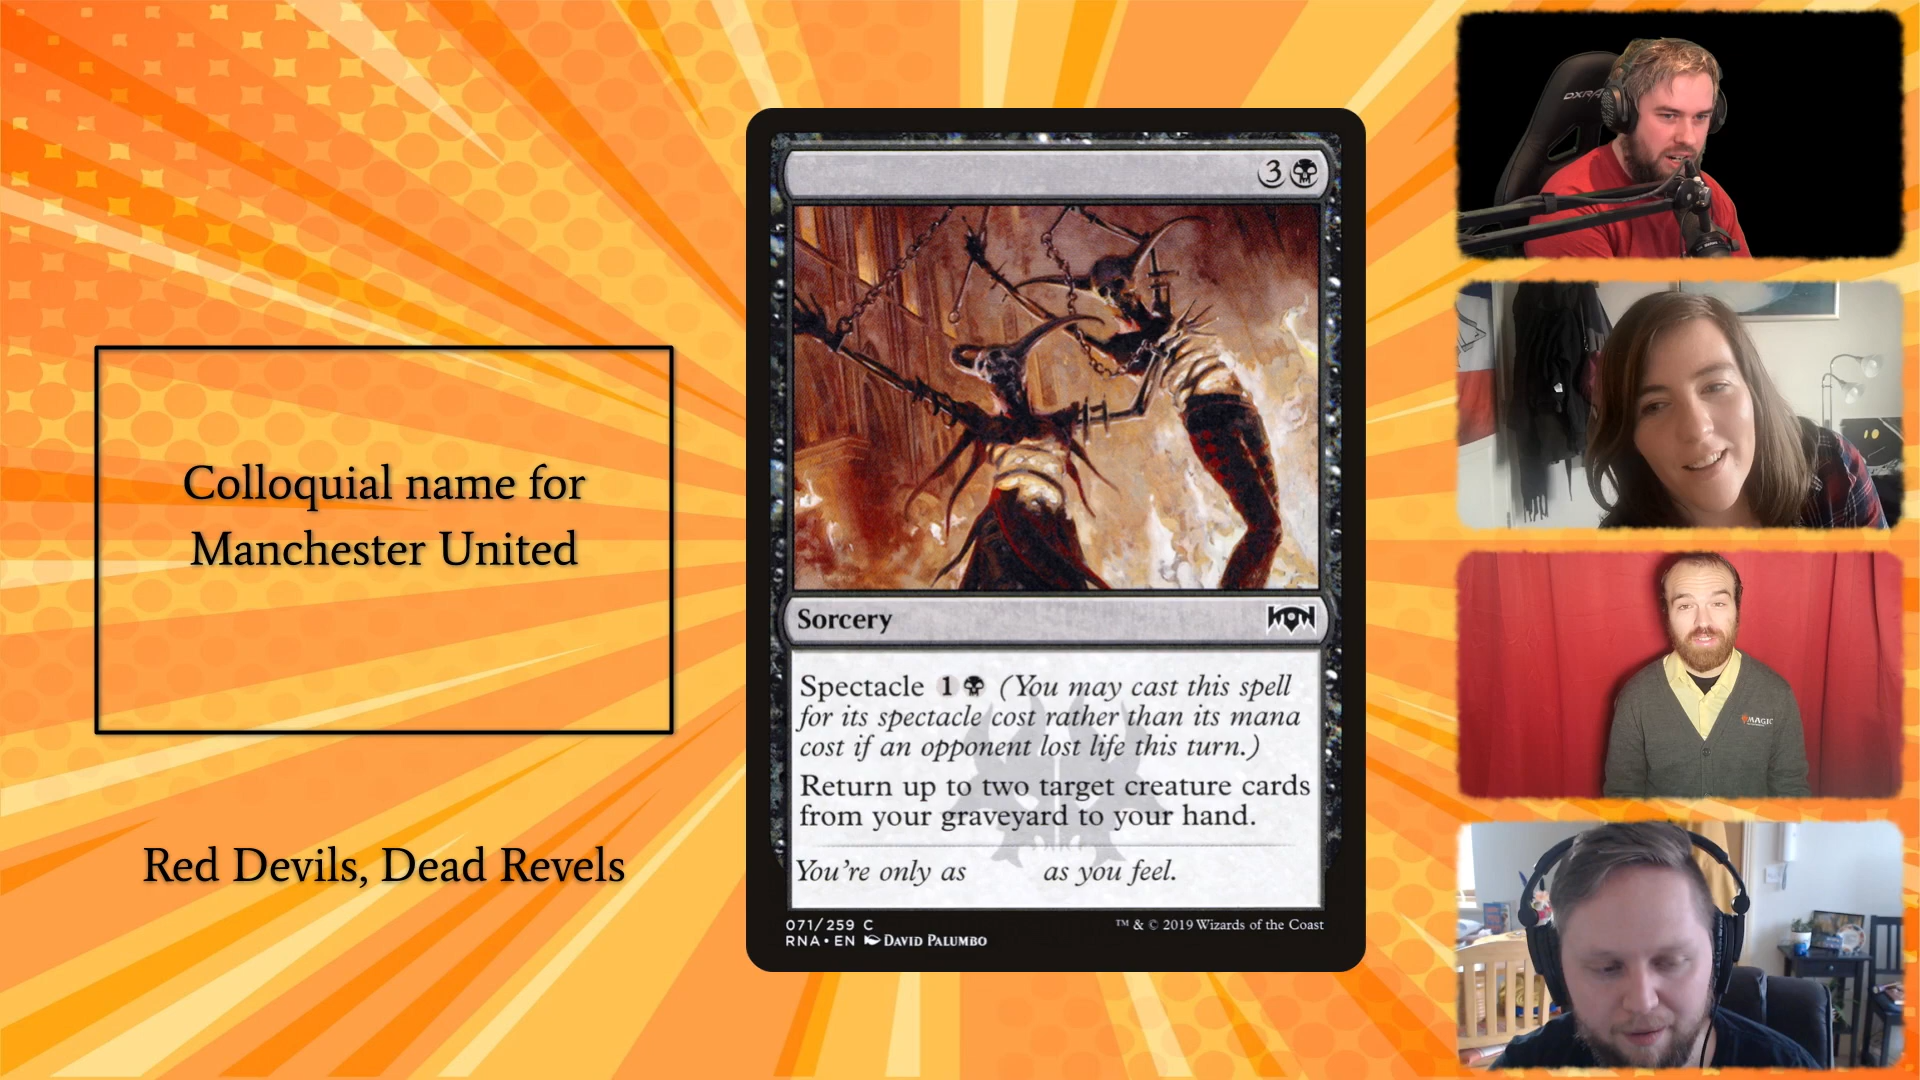 Colloquial name for
Manchester United
Red Devils, Dead Revels
3
Sorcery
Spectacle 1 (You may cast this spell
for its spectacle cost rather than its mana
cost if an opponent lost life this turn.)
Return up to two target creature cards
from your graveyard to your hand.
You're only as as you feel.
071/259 C
RNA • EN DAVID PALUMBO
™ & © 2019 Wizards of the Coast
MAGIC